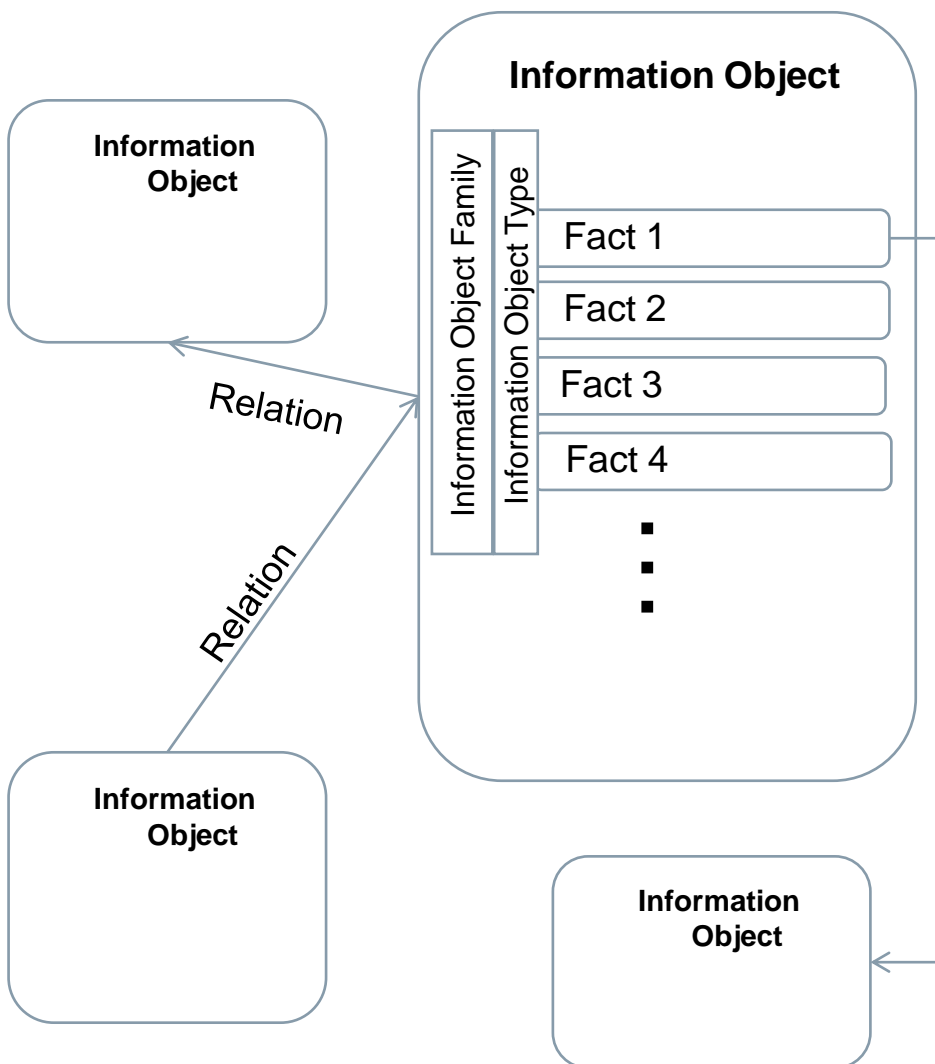 Information Object
Information
Object
Information Object Family
Information Object Type
Fact 1
Fact 2
Fact 3
Fact 4
Relation
Relation
Information
Object
Information
Object